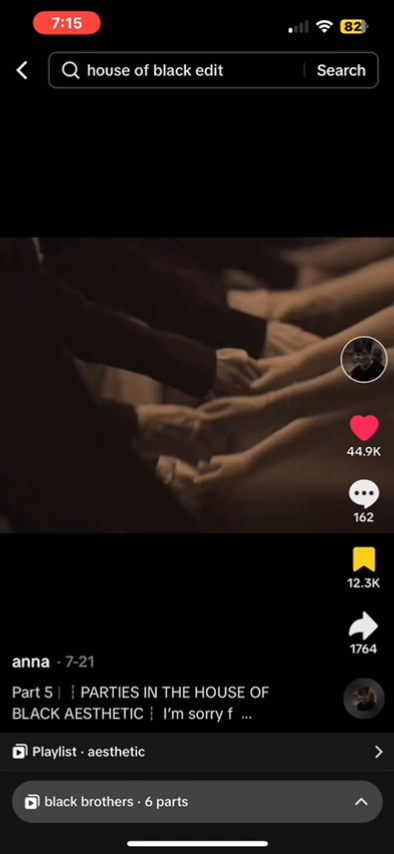 7:15
82
house of black edit
Search
44.9K
162
12.3K
1764
anna · 7-21
Part 5 | ┆ PARTIES IN THE HOUSE OF
BLACK AESTHETIC ┆ I'm sorry f ...
Playlist · aesthetic
black brothers · 6 parts